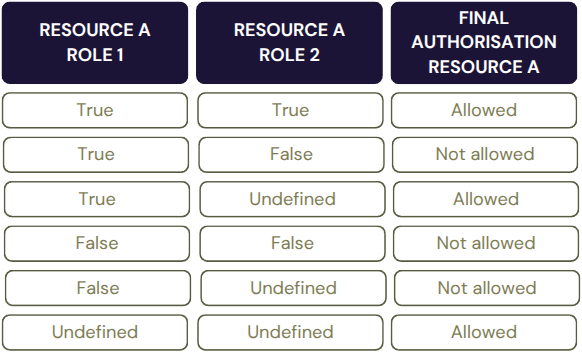 RESOURCE A
ROLE 1
RESOURCE A
ROLE 2
FINAL
AUTHORISATION
RESOURCE A
True
True
Allowed
True
False
Not allowed
True
Undefined
Allowed
False
False
Not allowed
False
Undefined
Not allowed
Undefined
Undefined
Allowed